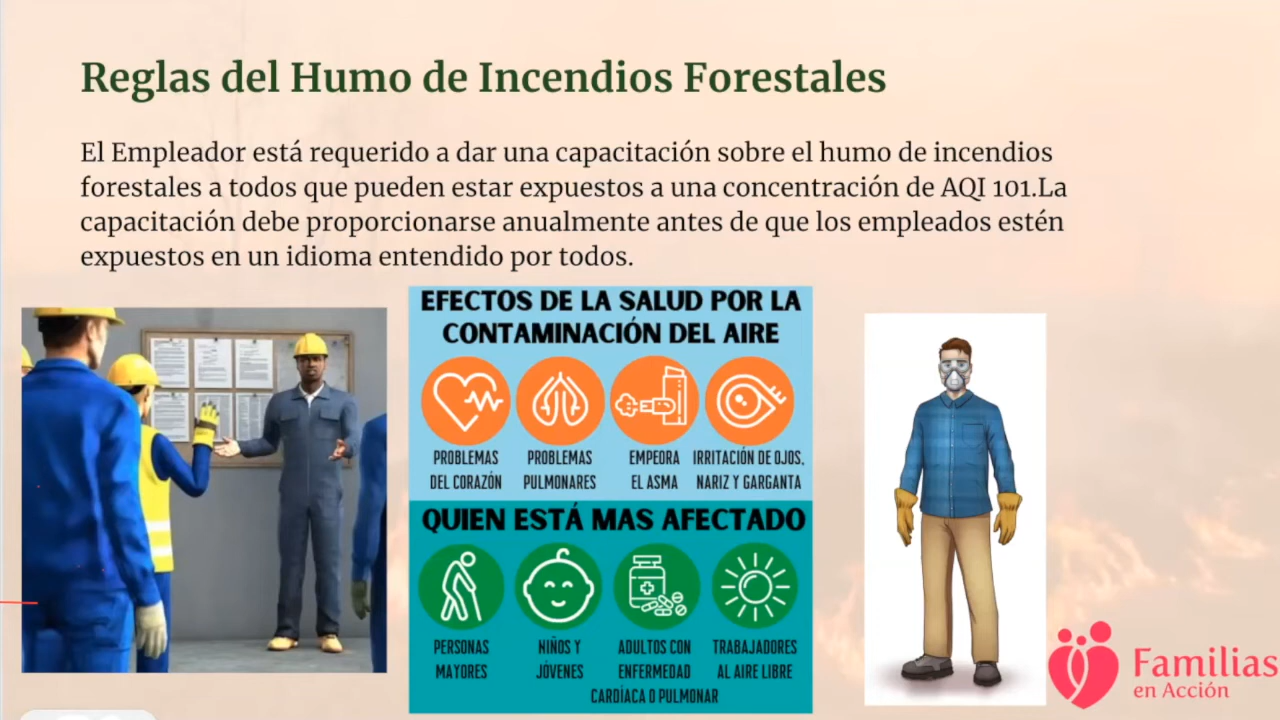 Reglas del Humo de Incendios Forestales
El Empleador está requerido a dar una capacitación sobre el humo de incendios
forestales a todos que pueden estar expuestos a una concentración de AQI 101.La
capacitación debe proporcionarse anualmente antes de que los empleados estén
expuestos en un idioma entendido por todos.
EFECTOS DE LA SALUD POR LA
CONTAMINACIÓN DEL AIRE
PROBLEMAS
DEL CORAZÓN
PROBLEMAS
PULMONARES
EMPEORA
EL ASMA
IRRITACIÓN DE OJOS,
NARIZ Y GARGANTA
QUIEN ESTÁ MAS AFECTADO
PERSONAS
MAYORES
NIÑOS Y
JÓVENES
ADULTOS CON
ENFERMEDAD
CARDÍACA O PULMONAR
TRABAJADORES
AL AIRE LIBRE
Familias
en Acción